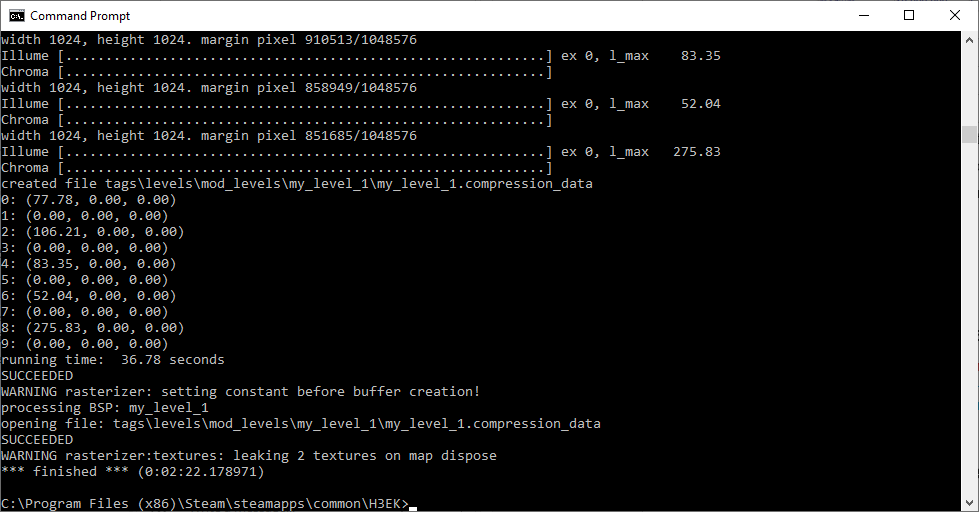 Command Prompt
width 1024, height 1024. margin pixel 910513/1048576
Illume [............................................................] ex 0, l_max    83.35
Chroma [............................................................]
width 1024, height 1024. margin pixel 858949/1048576
Illume [............................................................] ex 0, l_max    52.04
Chroma [............................................................]
width 1024, height 1024. margin pixel 851685/1048576
Illume [............................................................] ex 0, l_max   275.83
Chroma [............................................................]
created file tags\levels\mod_levels\my_level_1\my_level_1.compression_data
0: (77.78, 0.00, 0.00)
1: (0.00, 0.00, 0.00)
2: (106.21, 0.00, 0.00)
3: (0.00, 0.00, 0.00)
4: (83.35, 0.00, 0.00)
5: (0.00, 0.00, 0.00)
6: (52.04, 0.00, 0.00)
7: (0.00, 0.00, 0.00)
8: (275.83, 0.00, 0.00)
9: (0.00, 0.00, 0.00)
running time:  36.78 seconds
SUCCEEDED
WARNING rasterizer: setting constant before buffer creation!
processing BSP: my_level_1
opening file: tags\levels\mod_levels\my_level_1\my_level_1.compression_data
SUCCEEDED
WARNING rasterizer:textures: leaking 2 textures on map dispose
*** finished *** (0:02:22.178971)
C:\Program Files (x86)\Steam\steamapps\common\H3EK>